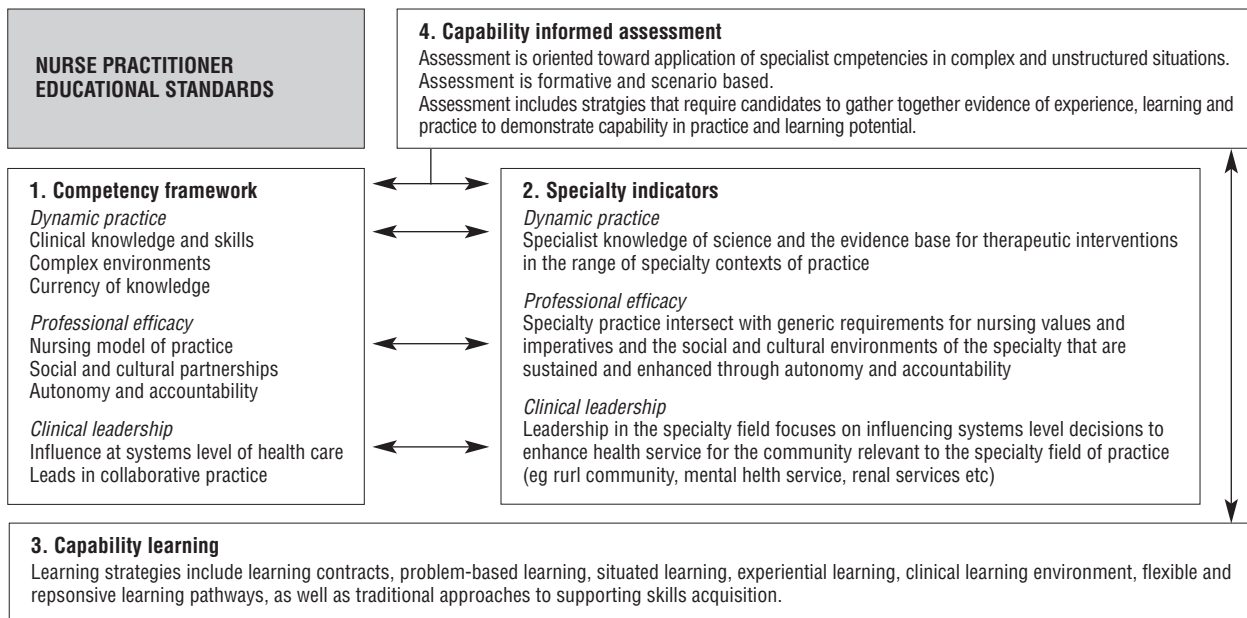 NURSE PRACTITIONER
EDUCATIONAL STANDARDS
4. Capability informed assessment
Assessment is oriented toward application of specialist cmpetencies in complex and unstructured situations.
Assessment is formative and scenario based.
Assessment includes stratgies that require candidates to gather together evidence of experience, learning and
practice to demonstrate capability in practice and learning potential.
1. Competency framework
Dynamic practice
Clinical knowledge and skills
Complex environments
Currency of knowledge
Professional efficacy
Nursing model of practice
Social and cultural partnerships
Autonomy and accountability
Clinical leadership
Influence at systems level of health care
Leads in collaborative practice
2. Specialty indicators
Dynamic practice
Specialist knowledge of science and the evidence base for therapeutic interventions
in the range of specialty contexts of practice
Professional efficacy
Specialty practice intersect with generic requirements for nursing values and
imperatives and the social and cultural environments of the specialty that are
sustained and enhanced through autonomy and accountability
Clinical leadership
Leadership in the specialty field focuses on influencing systems level decisions to
enhance health service for the community relevant to the specialty field of practice
(eg rurl community, mental helth service, renal services etc)
3. Capability learning
Learning strategies include learning contracts, problem-based learning, situated learning, experiential learning, clinical learning environment, flexible and
repsonsive learning pathways, as well as traditional approaches to supporting skills acquisition.